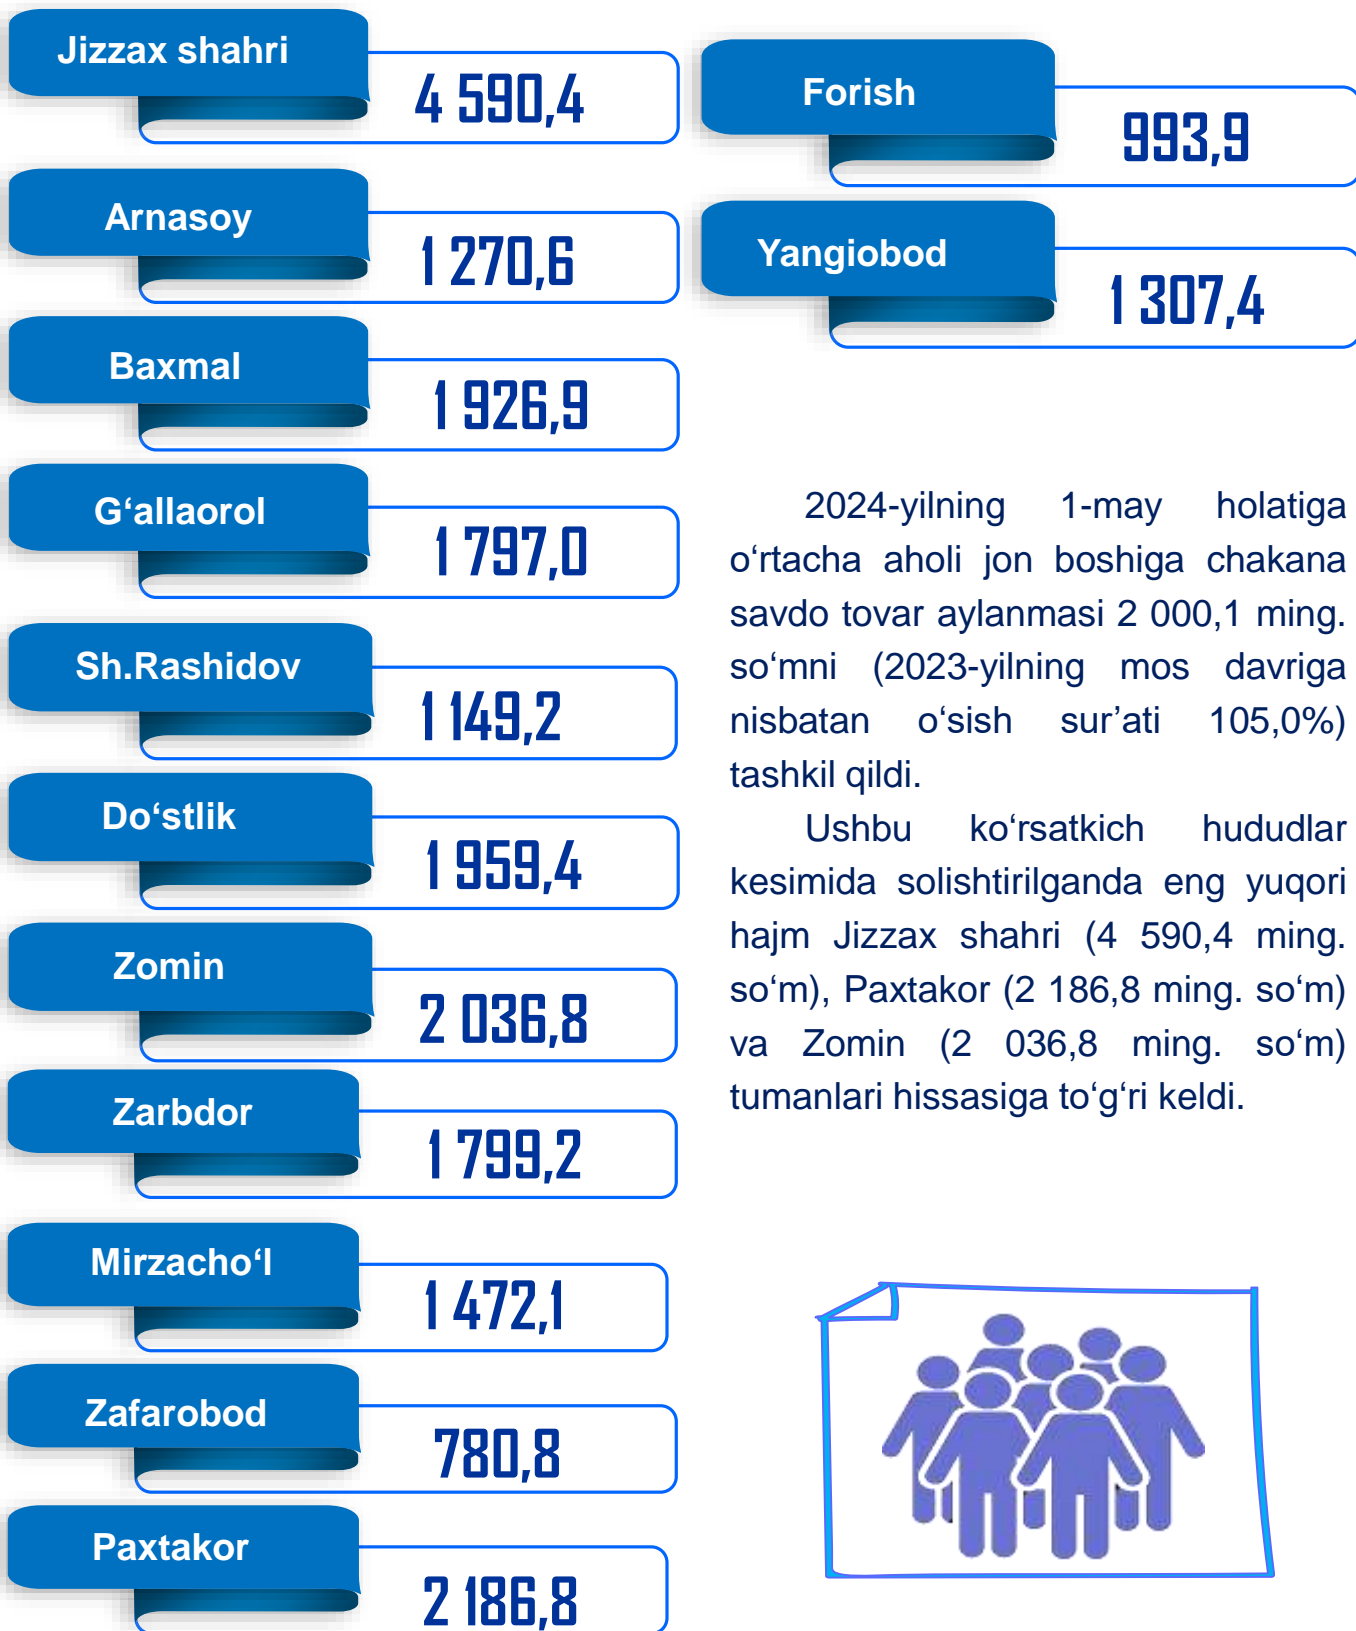 Jizzax shahri
4 590,4
Arnasoy
1 270,6
Baxmal
1 926,9
G‘allaorol
1 797,0
Sh.Rashidov
1 149,2
Do‘stlik
1 959,4
Zomin
2 036,8
Zarbdor
1 799,2
Mirzacho‘l
1 472,1
Zafarobod
780,8
Paxtakor
2 186,8
Forish
993,9
Yangiobod
1 307,4
2024-yilning 1-may holatiga
o‘rtacha aholi jon boshiga chakana
savdo tovar aylanmasi 2 000,1 ming.
so‘mni (2023-yilning mos davriga
nisbatan o‘sish sur’ati 105,0%)
tashkil qildi.
Ushbu ko‘rsatkich hududlar
kesimida solishtirilganda eng yuqori
hajm Jizzax shahri (4 590,4 ming.
so‘m), Paxtakor (2 186,8 ming. so‘m)
va Zomin (2 036,8 ming. so‘m)
tumanlari hissasiga to‘g‘ri keldi.